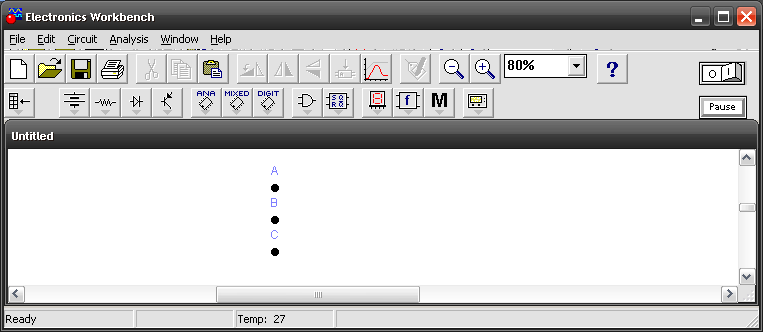 Electronics Workbench
File Edit Circuit Analysis Window Help
80% ?
O I
ANA MIXED DIGIT
f M
Pause
Untitled
A
B
C
Ready Temp: 27